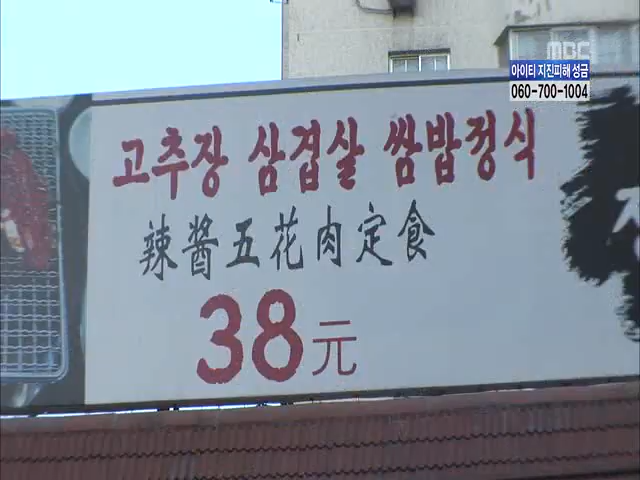 MBC
아이티 지진피해 성금
060-700-1004
고추장 삼겹살 쌈밥정식
辣醬五花肉定食
38元